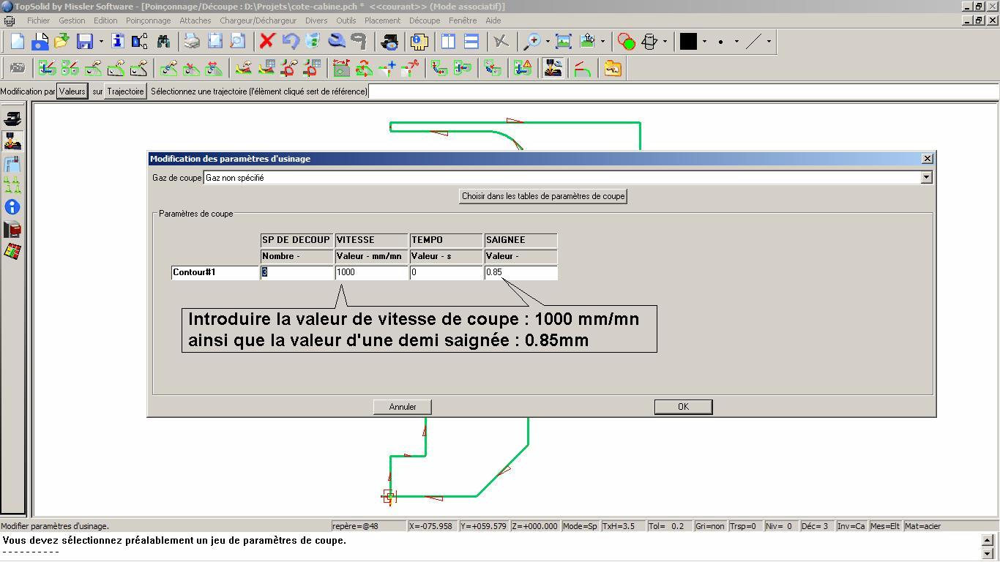 TopSolid by Missler Software - [Poinçonnage/Découpe : D:\Projets\cote-cabine.pch *  <<courant>> (Mode associatif)]
Fichier Gestion Edition Poinçonnage Attaches Chargeur/Déchargeur Divers Outils Placement Découpe Fenêtre Aide
Modification par Valeurs sur Trajectoire Sélectionnez une trajectoire (l'élèment cliqué sert de référence)
Modification des paramètres d'usinage
Gaz de coupe Gaz non spécifié
Choisir dans les tables de paramètres de coupe
Paramètres de coupe
SP DE DECOUP VITESSE TEMPO SAIGNEE
Nombre - Valeur - mm/mn Valeur - s Valeur -
Contour#1 3 1000 0 0.85
Introduire la valeur de vitesse de coupe : 1000 mm/mn
ainsi que la valeur d'une demi saignée : 0.85mm
Annuler OK
Modifier paramètres d'usinage. repère=@48 X=-075.958 Y=+059.579 Z=+000.000 Mode=Sp TxH=3.5 Tol= 0.2 Gri=non Trsp=0 Niv= 0 Déc= 3 Inv=Ca Mes=Elt Mat=acier
Vous devez sélectionnez préalablement un jeu de paramètres de coupe.
- - - - - - - - - -